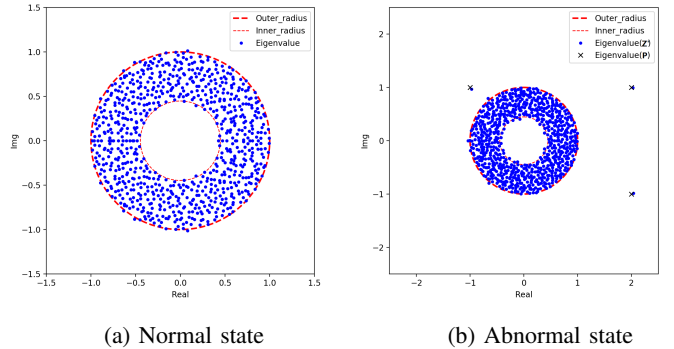 1.5
1.0
0.5
0.0
−0.5
−1.0
−1.5
Img
−1.5 −1.0 −0.5 0.0 0.5 1.0 1.5
Real
Outer_radius
Inner_radius
Eigenvalue
(a) Normal state
2
1
0
−1
−2
Img
−2 −1 0 1 2
Real
Outer_radius
Inner_radius
Eigenvalue(Z̃)
Eigenvalue(P)
(b) Abnormal state